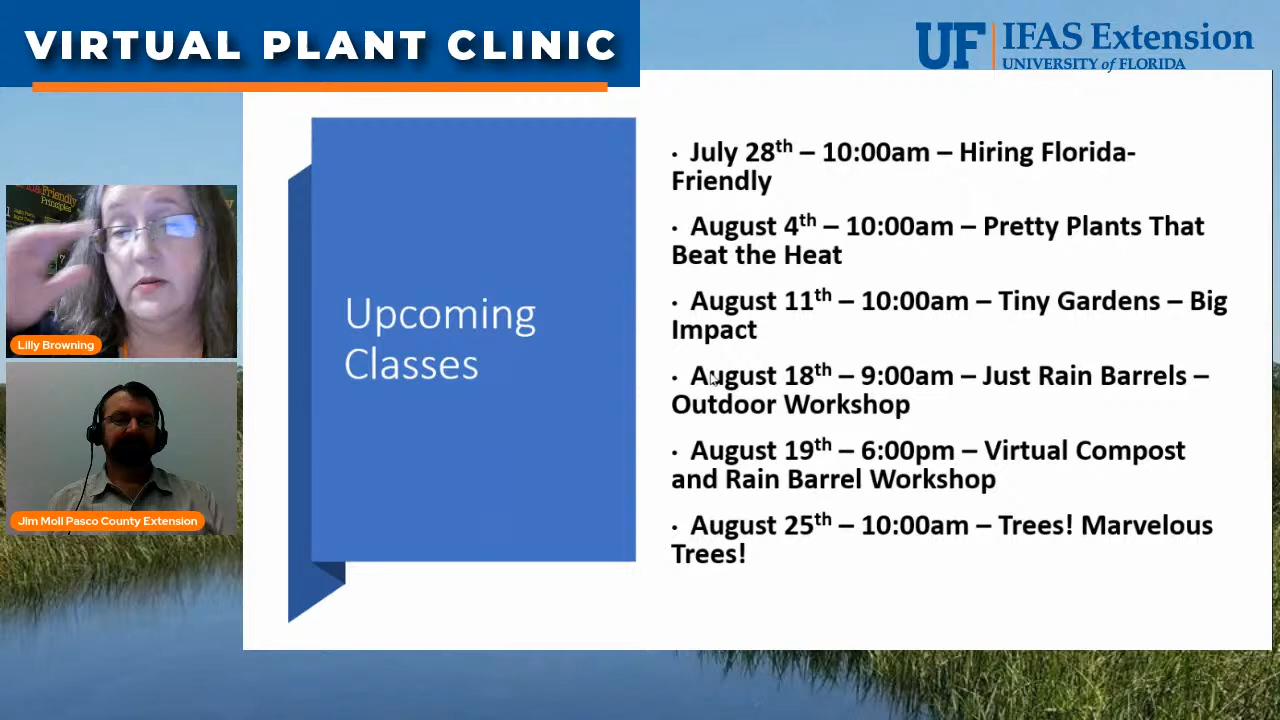 VIRTUAL PLANT CLINIC
UF IFAS Extension
UNIVERSITY of FLORIDA
Upcoming
Classes
• July 28th – 10:00am – Hiring Florida-
Friendly
• August 4th – 10:00am – Pretty Plants That
Beat the Heat
• August 11th – 10:00am – Tiny Gardens – Big
Impact
• August 18th – 9:00am – Just Rain Barrels –
Outdoor Workshop
• August 19th – 6:00pm – Virtual Compost
and Rain Barrel Workshop
• August 25th – 10:00am – Trees! Marvelous
Trees!
Friendly
Principles
Lilly Browning
Jim Moll Pasco County Extension